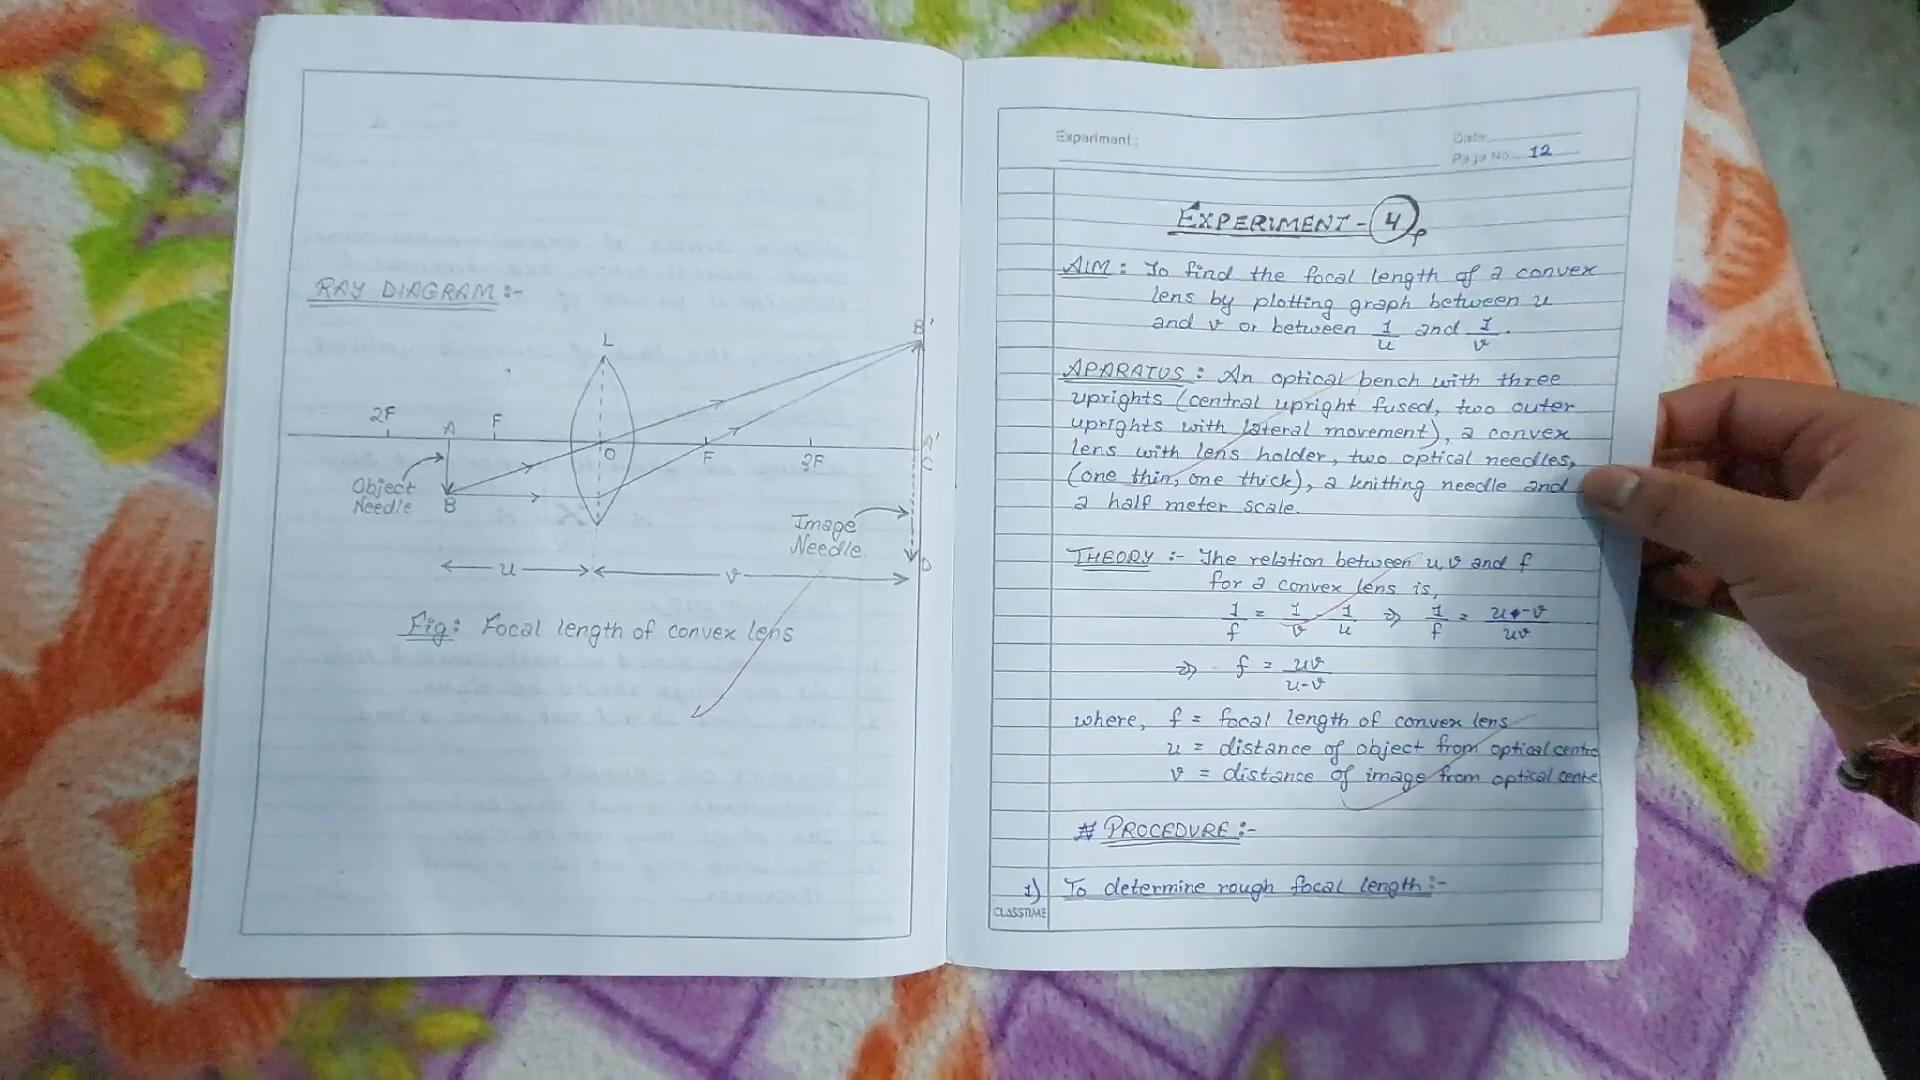 RAY DIAGRAM:-
L
B'
2F
A
F
O
F
2F
A'
C
Object
Needle
B
Image
Needle
D
u
v
Fig: Focal length of convex lens
Experiment:
Date
Page No. 12
EXPERIMENT-4
AIM: To find the focal length of a convex
lens by plotting graph between u
and v or between 1/u and 1/v.
APARATUS: An optical bench with three
uprights (central upright fused, two outer
uprights with lateral movement), a convex
lens with lens holder, two optical needles,
(one thin, one thick), a knitting needle and
a half meter scale.
THEORY :- The relation between u, v and f
for a convex lens is,
1/f = 1/v - 1/u ⇒ 1/f = u-v/uv
⇒ f = uv/u-v
where, f = focal length of convex lens
u = distance of object from optical centre
v = distance of image from optical cente
# PROCEDURE:-
1) To determine rough focal length:-
CLASSTIME